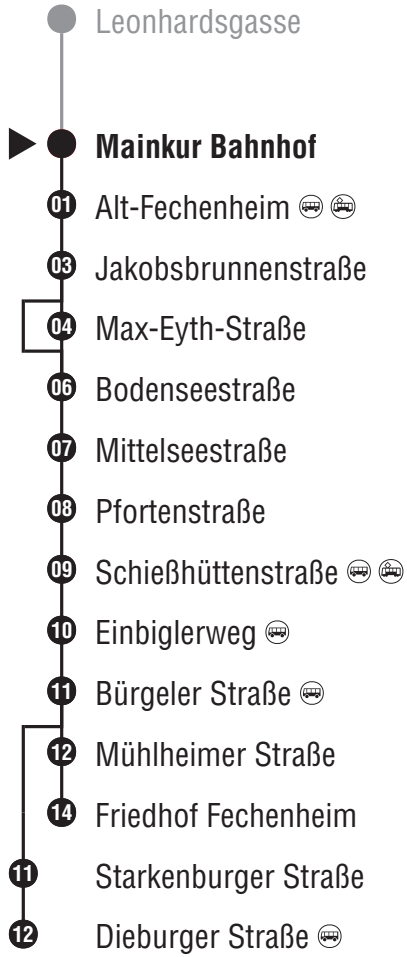 Leonhardsgasse
Mainkur Bahnhof
01 Alt-Fechenheim
03 Jakobsbrunnenstraße
04 Max-Eyth-Straße
06 Bodenseestraße
07 Mittelseestraße
08 Pfortenstraße
09 Schießhüttenstraße
10 Einbiglerweg
11 Bürgeler Straße
12 Mühlheimer Straße
14 Friedhof Fechenheim
11 Starkenburger Straße
12 Dieburger Straße